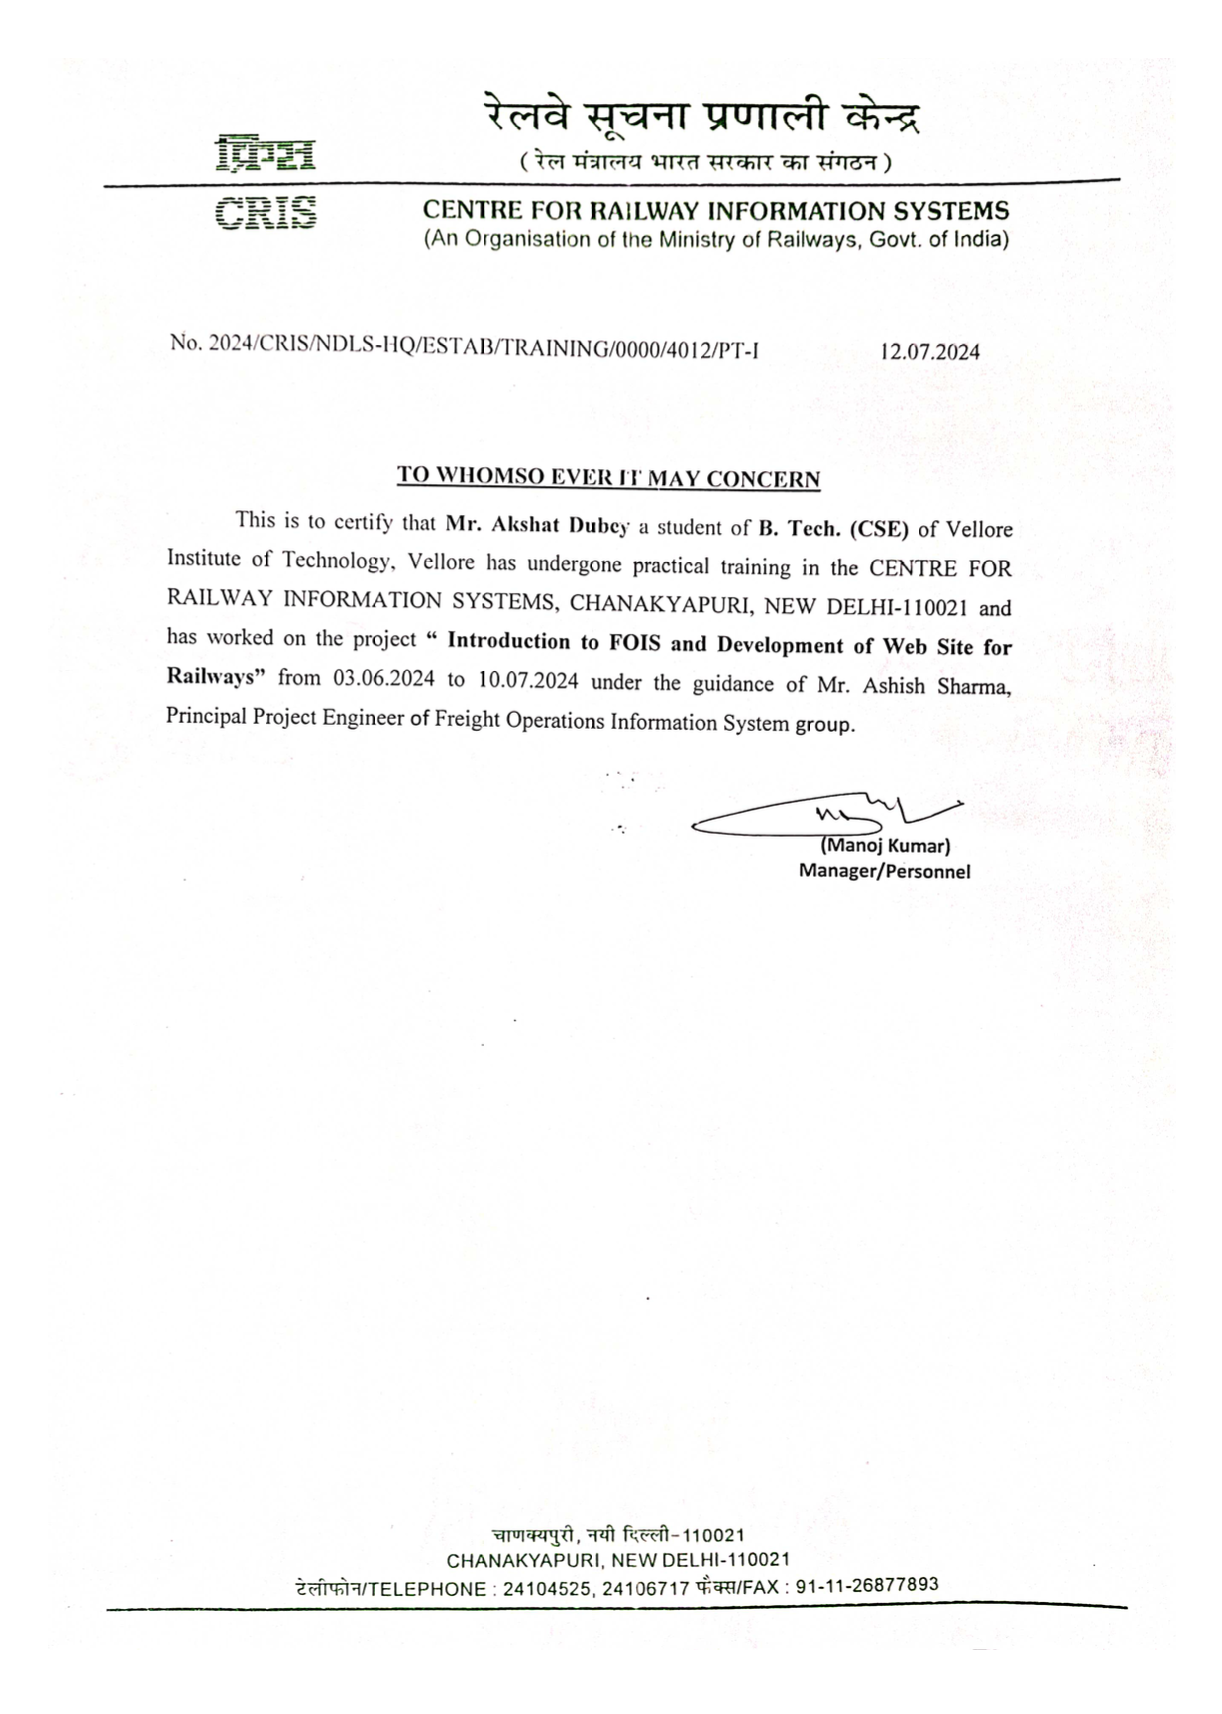 रेलवे सूचना प्रणाली केन्द्र
क्रिस
( रेल मंत्रालय भारत सरकार का संगठन )
CRIS
CENTRE FOR RAILWAY INFORMATION SYSTEMS
(An Organisation of the Ministry of Railways, Govt. of India)
No. 2024/CRIS/NDLS-HQ/ESTAB/TRAINING/0000/4012/PT-I 12.07.2024
TO WHOMSO EVER IT MAY CONCERN
This is to certify that Mr. Akshat Dubey a student of B. Tech. (CSE) of Vellore
Institute of Technology, Vellore has undergone practical training in the CENTRE FOR
RAILWAY INFORMATION SYSTEMS, CHANAKYAPURI, NEW DELHI-110021 and
has worked on the project “ Introduction to FOIS and Development of Web Site for
Railways” from 03.06.2024 to 10.07.2024 under the guidance of Mr. Ashish Sharma,
Principal Project Engineer of Freight Operations Information System group.
(Manoj Kumar)
Manager/Personnel
चाणक्यपुरी, नयी दिल्ली-110021
CHANAKYAPURI, NEW DELHI-110021
टेलीफोन/TELEPHONE : 24104525, 24106717 फैक्स/FAX : 91-11-26877893